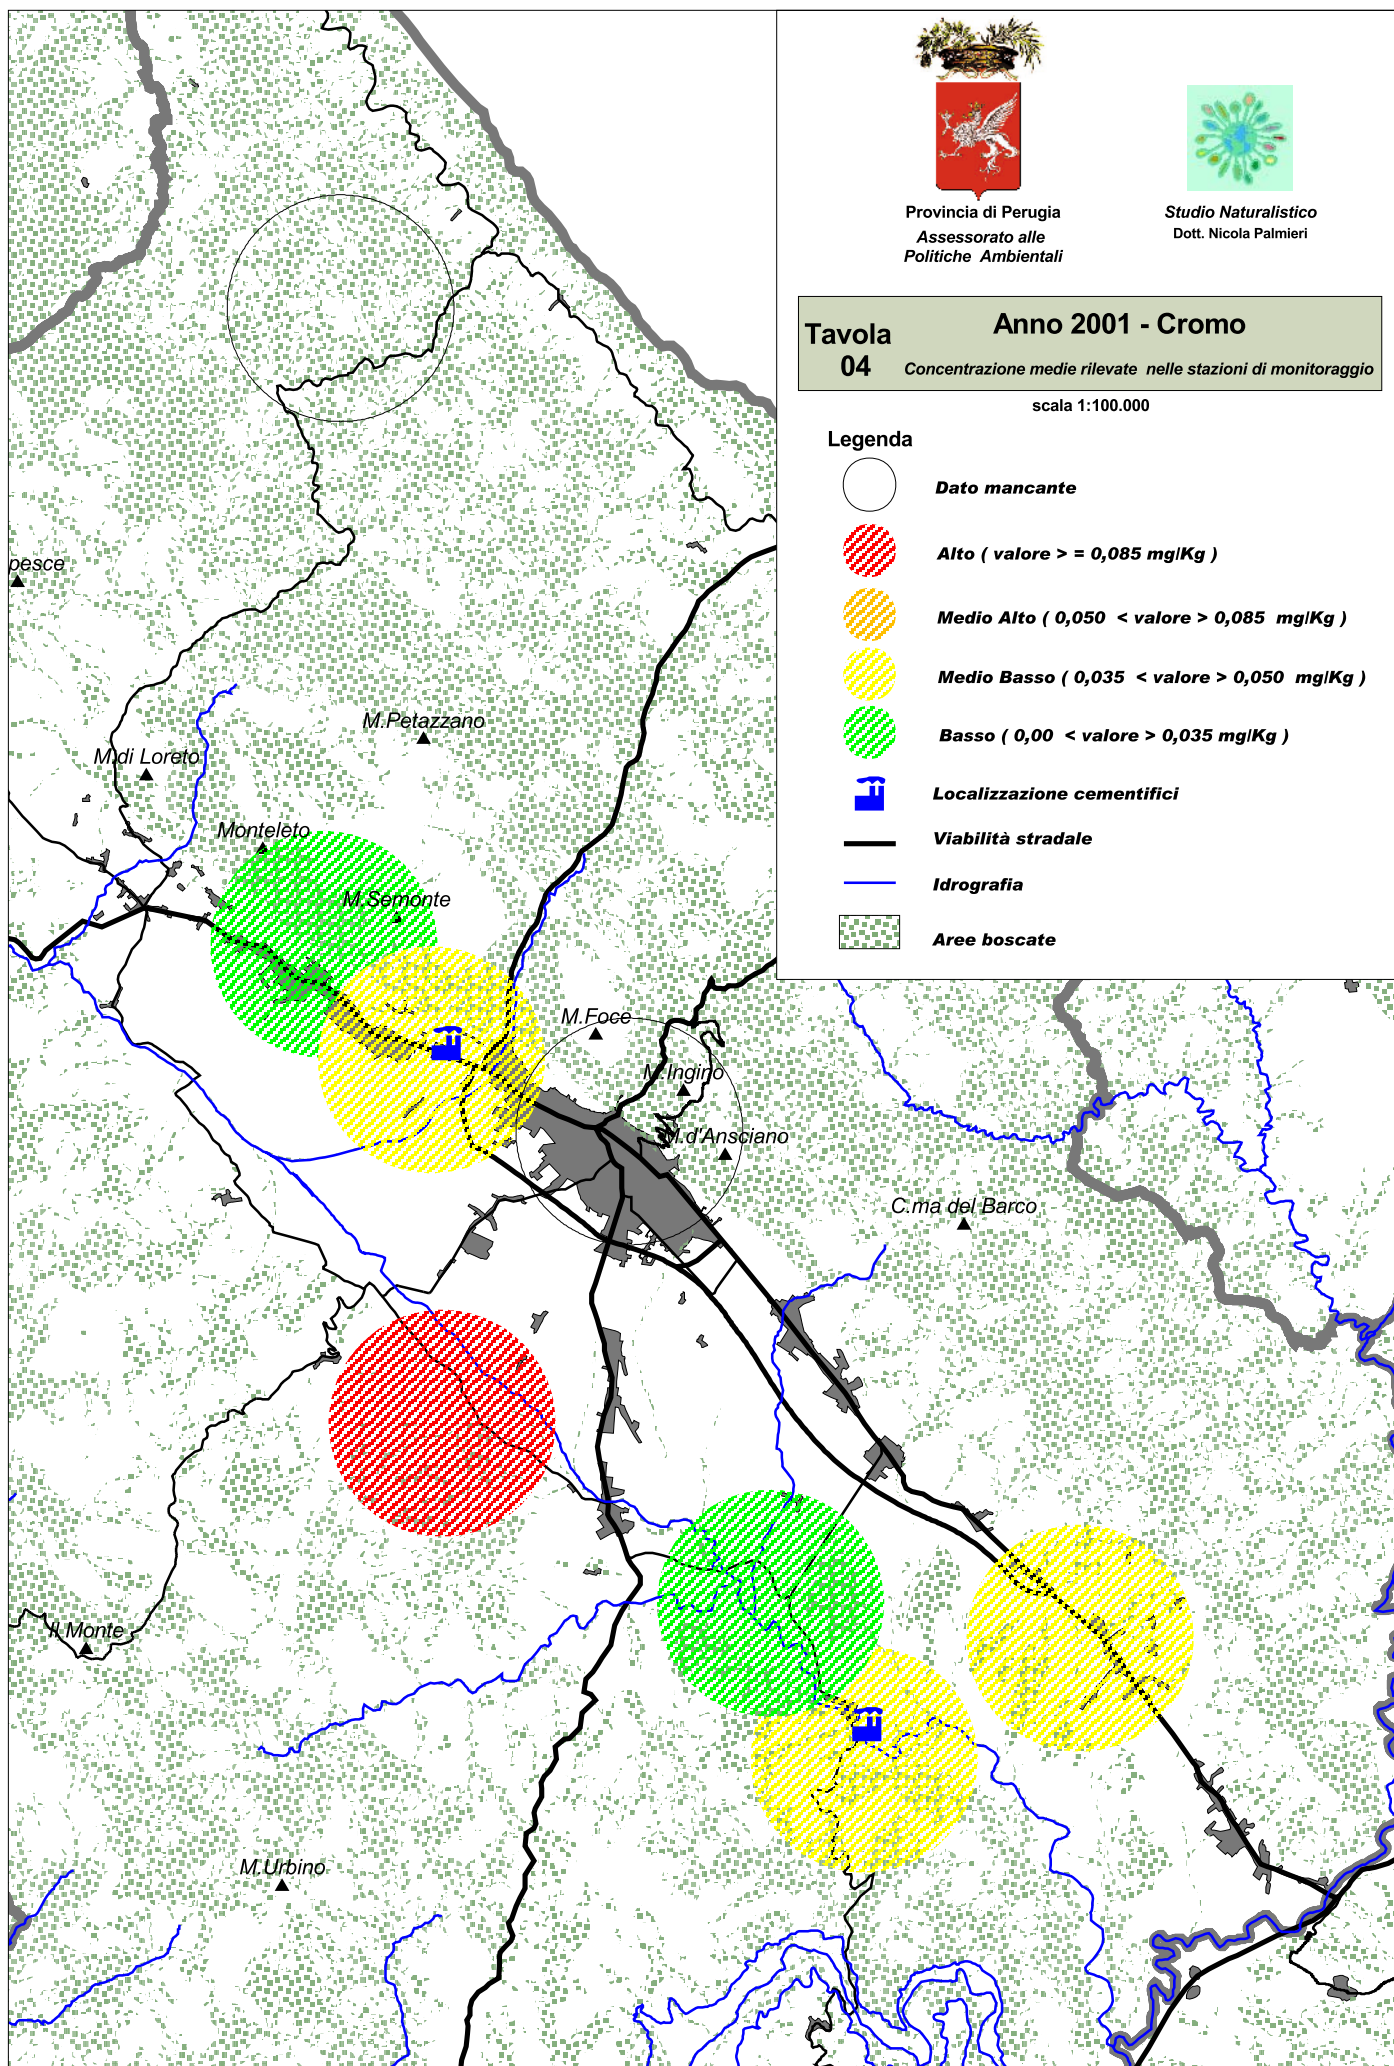 Provincia di Perugia
Assessorato alle
Politiche Ambientali
Studio Naturalistico
Dott. Nicola Palmieri
Tavola
04
Anno 2001 - Cromo
Concentrazione medie rilevate nelle stazioni di monitoraggio
scala 1:100.000
Legenda
Dato mancante
Alto ( valore > = 0,085 mg/Kg )
Medio Alto ( 0,050 < valore > 0,085 mg/Kg )
Medio Basso ( 0,035 < valore > 0,050 mg/Kg )
Basso ( 0,00 < valore > 0,035 mg/Kg )
Localizzazione cementifici
Viabilità stradale
Idrografia
Aree boscate
pesce
M.Petazzano
M.di Loreto
Monteleto
M.Semonte
M.Foce
M.Ingino
M.d'Ansciano
C.ma del Barco
Il Monte
M.Urbino